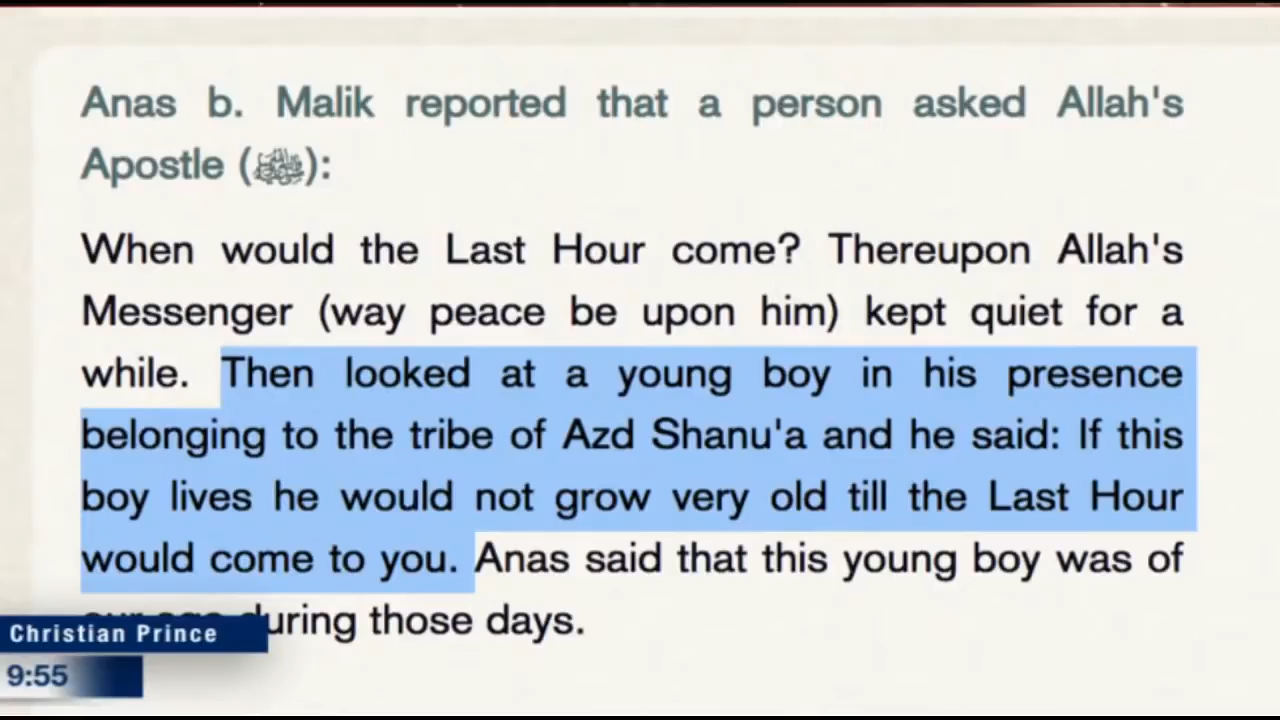 Anas b. Malik reported that a person asked Allah's
Apostle (ﷺ):
When would the Last Hour come? Thereupon Allah's
Messenger (way peace be upon him) kept quiet for a
while. Then looked at a young boy in his presence
belonging to the tribe of Azd Shanu'a and he said: If this
boy lives he would not grow very old till the Last Hour
would come to you. Anas said that this young boy was of
our age during those days.
Christian Prince
9:55